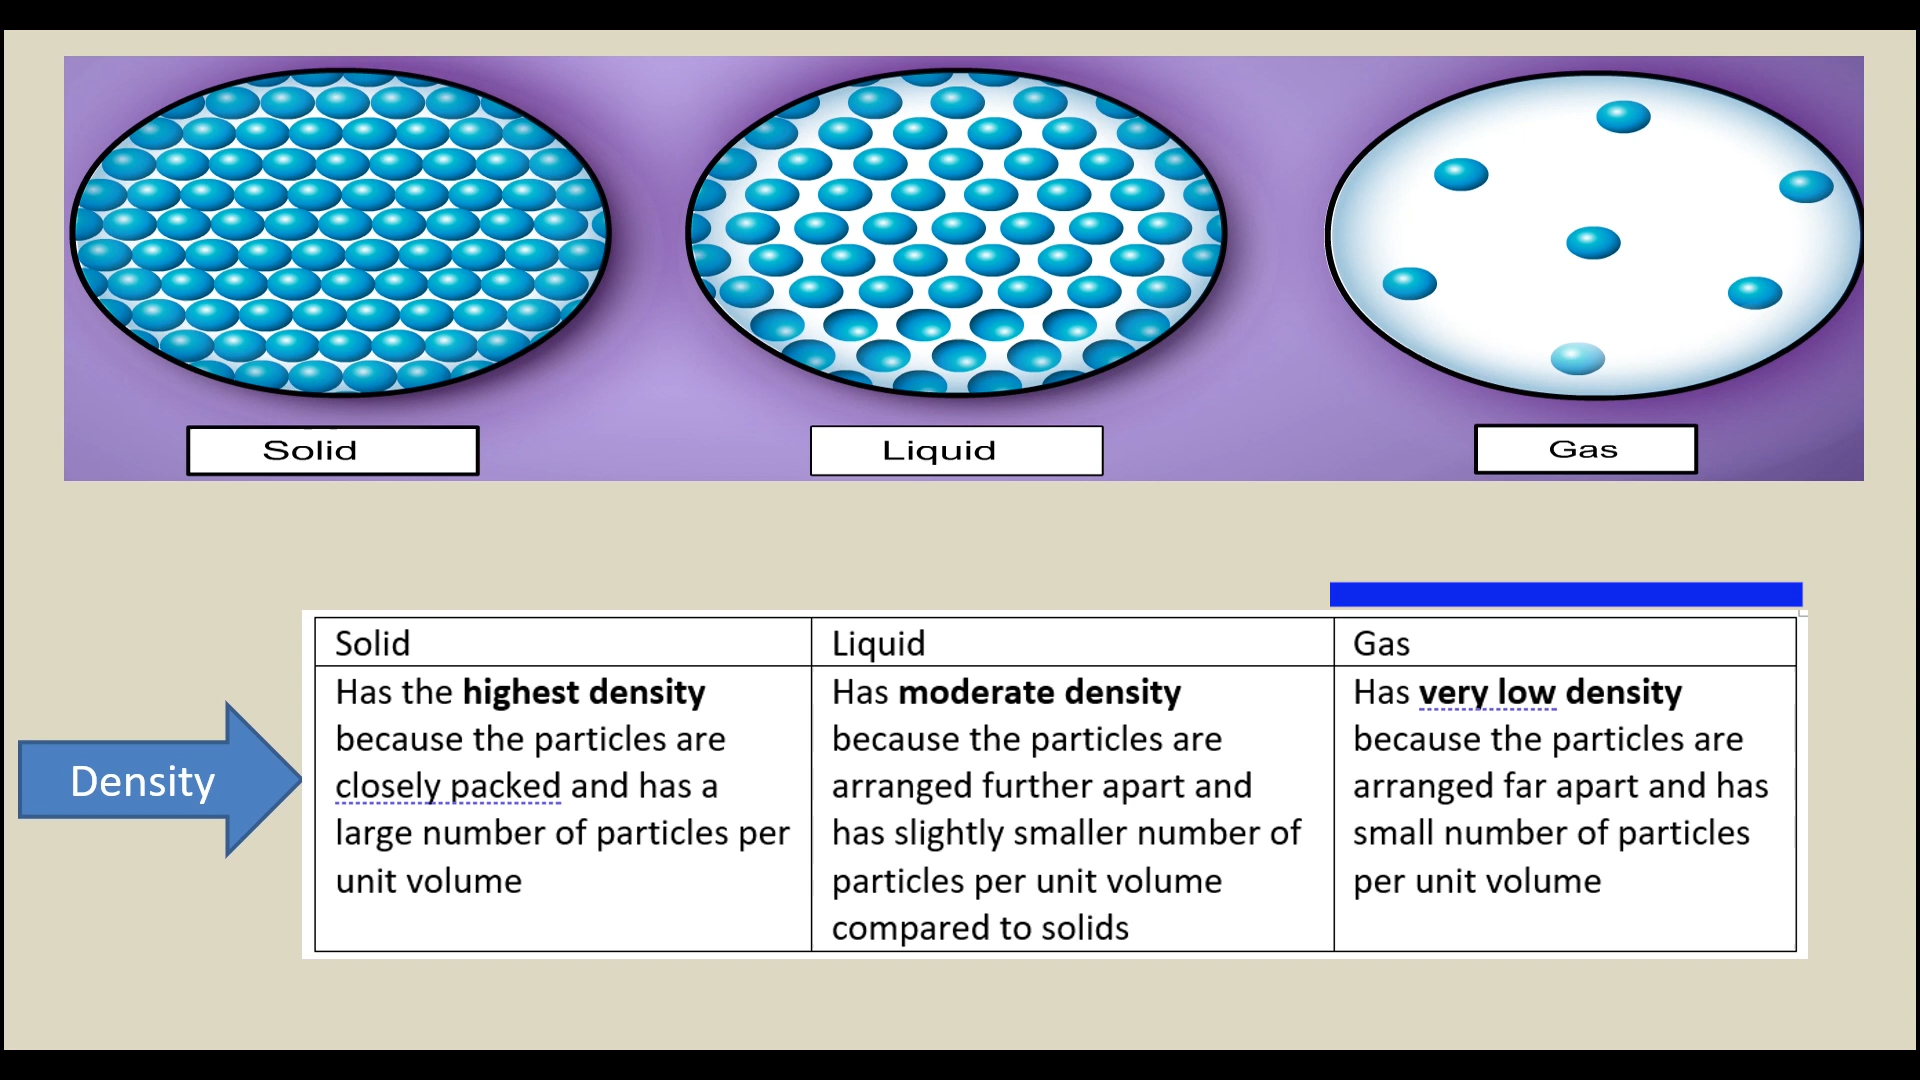 Solid
Liquid
Gas
Density
Solid
Has the highest density
because the particles are
closely packed and has a
large number of particles per
unit volume
Liquid
Has moderate density
because the particles are
arranged further apart and
has slightly smaller number of
particles per unit volume
compared to solids
Gas
Has very low density
because the particles are
arranged far apart and has
small number of particles
per unit volume